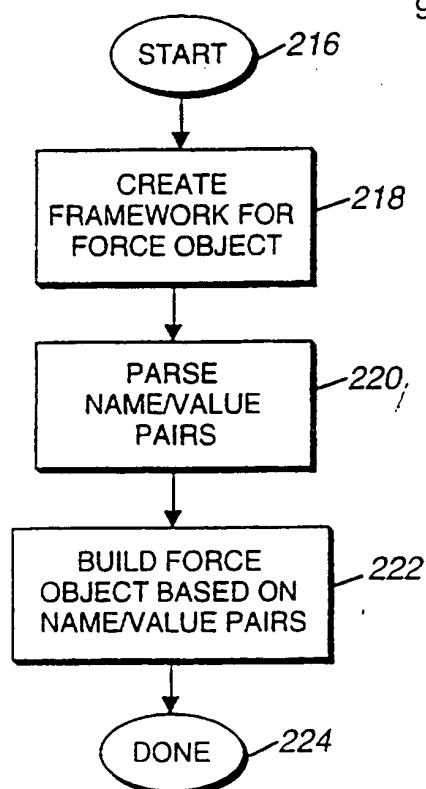 9
START
216
CREATE
FRAMEWORK FOR
FORCE OBJECT
218
PARSE
NAME/VALUE
PAIRS
220
BUILD FORCE
OBJECT BASED ON
NAME/VALUE PAIRS
222
DONE
224